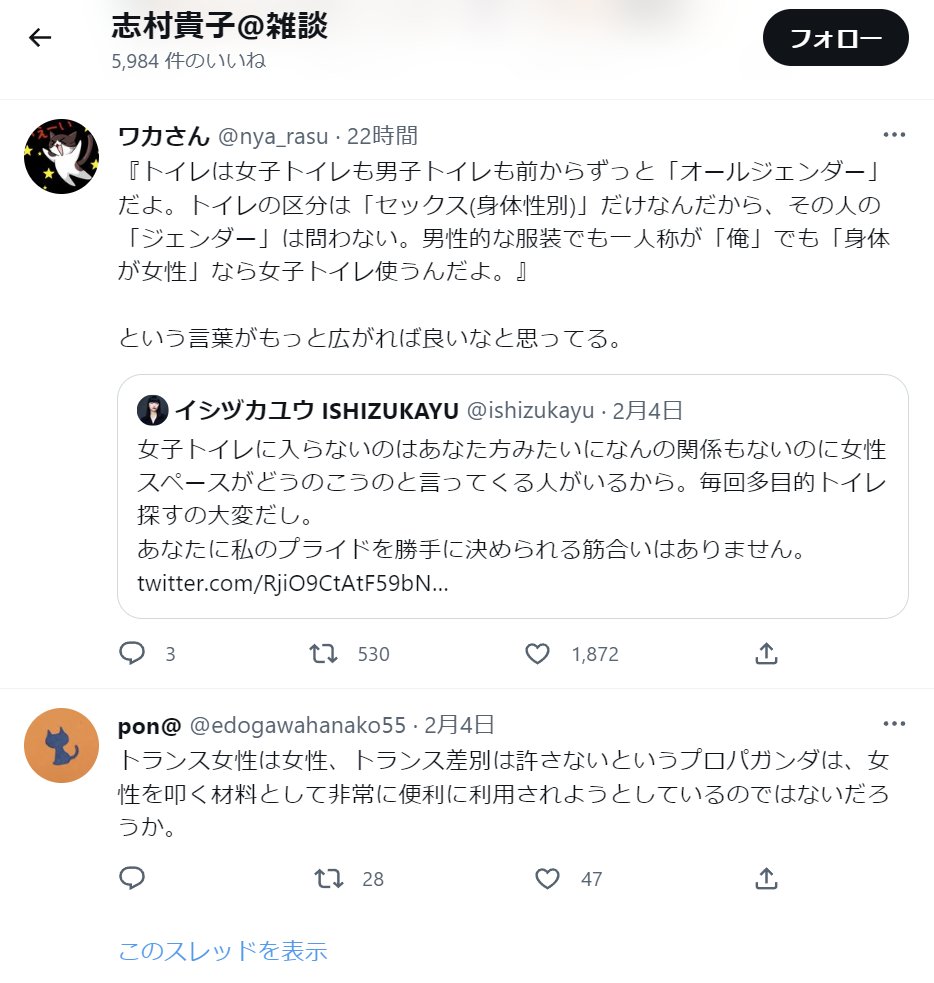 志村貴子@雑談
5,984 件のいいね
フォロー
ワカさん @nya_rasu · 22時間
『トイレは女子トイレも男子トイレも前からずっと「オールジェンダー」
だよ。トイレの区分は「セックス(身体性別)」だけなんだから、その人の
「ジェンダー」は問わない。男性的な服装でも一人称が「俺」でも「身体
が女性」なら女子トイレ使うんだよ。』
という言葉がもっと広がれば良いなと思ってる。
イシヅカユウ ISHIZUKAYU @ishizukayu · 2月4日
女子トイレに入らないのはあなた方みたいになんの関係もないのに女性
スペースがどうのこうのと言ってくる人がいるから。毎回多目的トイレ
探すの大変だし。
あなたに私のプライドを勝手に決められる筋合いはありません。
twitter.com/RjiO9CtAtF59bN...
3 530 1,872
pon@ @edogawahanako55 · 2月4日
トランス女性は女性、トランス差別は許さないというプロパガンダは、女
性を叩く材料として非常に便利に利用されようとしているのではないだろ
うか。
28 47
このスレッドを表示